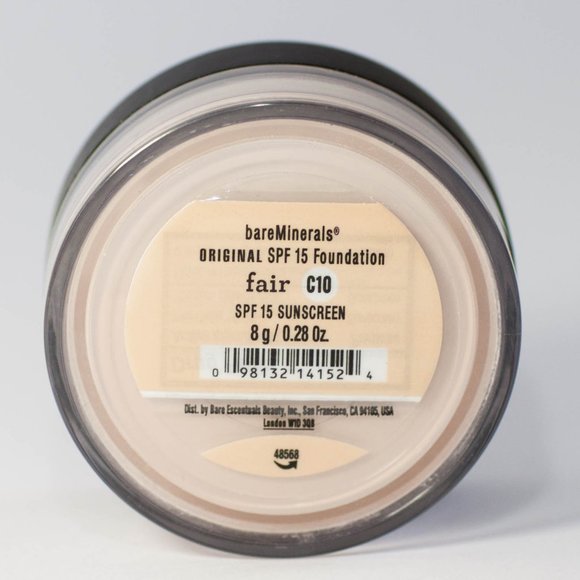 bareMinerals®
ORIGINAL SPF 15 Foundation
fair C10
SPF 15 SUNSCREEN
8 g / 0.28 Oz.
0 98132 14152 4
Dist. by Bare Escentuals Beauty, Inc., San Francisco, CA 94105, USA
London W1D 3QB
48568